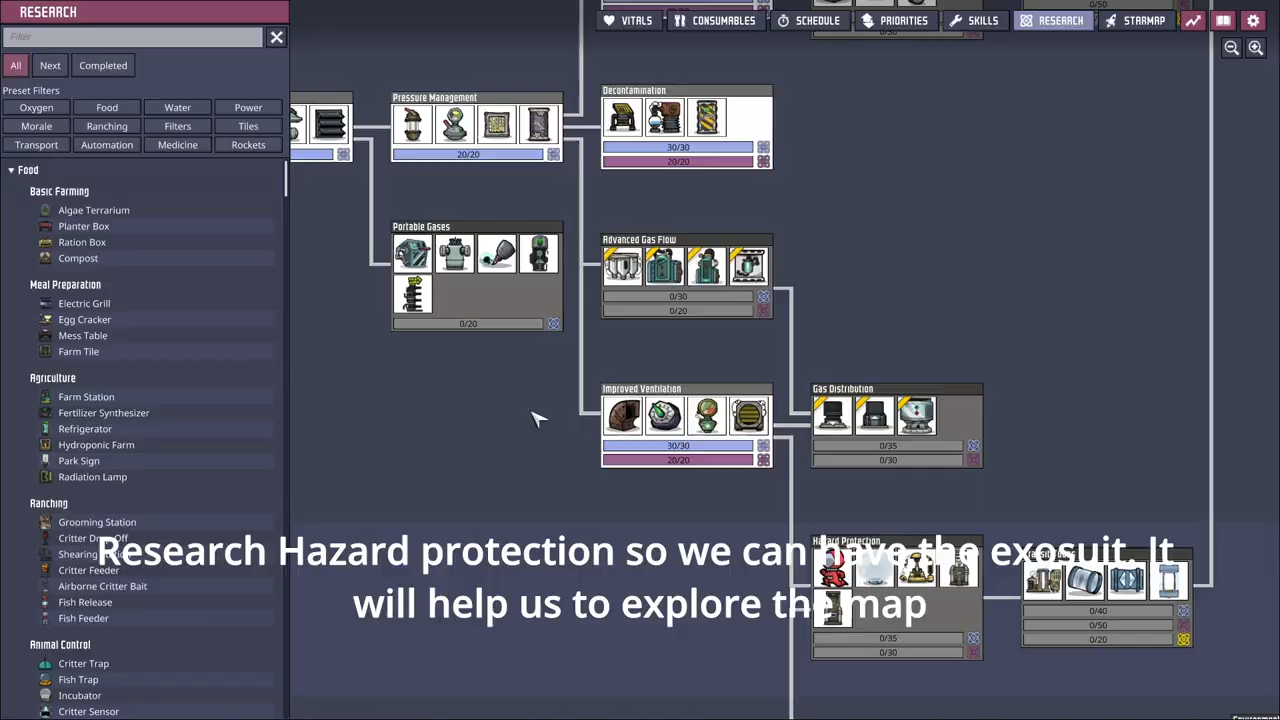 RESEARCH
VITALS
CONSUMABLES
SCHEDULE
PRIORITIES
SKILLS
RESEARCH
STARMAP
Filter
All
Next
Completed
Preset Filters
Oxygen
Food
Water
Power
Morale
Ranching
Filters
Tiles
Transport
Automation
Medicine
Rockets
Food
Basic Farming
Algae Terrarium
Planter Box
Ration Box
Compost
Meal Preparation
Electric Grill
Egg Cracker
Mess Table
Farm Tile
Agriculture
Farm Station
Fertilizer Synthesizer
Refrigerator
Hydroponic Farm
Park Sign
Radiation Lamp
Ranching
Grooming Station
Critter
Critter Feeder
Airborne Critter Bait
Fish Release
Fish Feeder
Animal Control
Critter Trap
Fish Trap
Incubator
Critter Sensor
0/50
Pressure Management
20/20
Decontamination
30/30
20/20
Portable Gases
0/20
Advanced Gas Flow
0/30
0/20
Improved Ventilation
30/30
20/20
Gas Distribution
0/35
0/30
Hazard Protection
0/35
0/30
0/40
0/50
0/20
Research Hazard protection so we can have the exosuit. It
will help us to explore the map